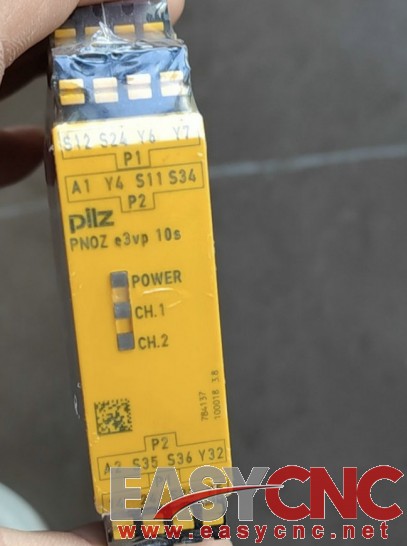 S12 S24 Y6 Y7
P1
A1 Y4 S11 S34
P2
pilz
PNOZ e3vp 10s
POWER
CH.1
CH.2
784137
100018 3.8
P2
A2 S35 S36 Y32
EASYCNC
www.easycnc.net